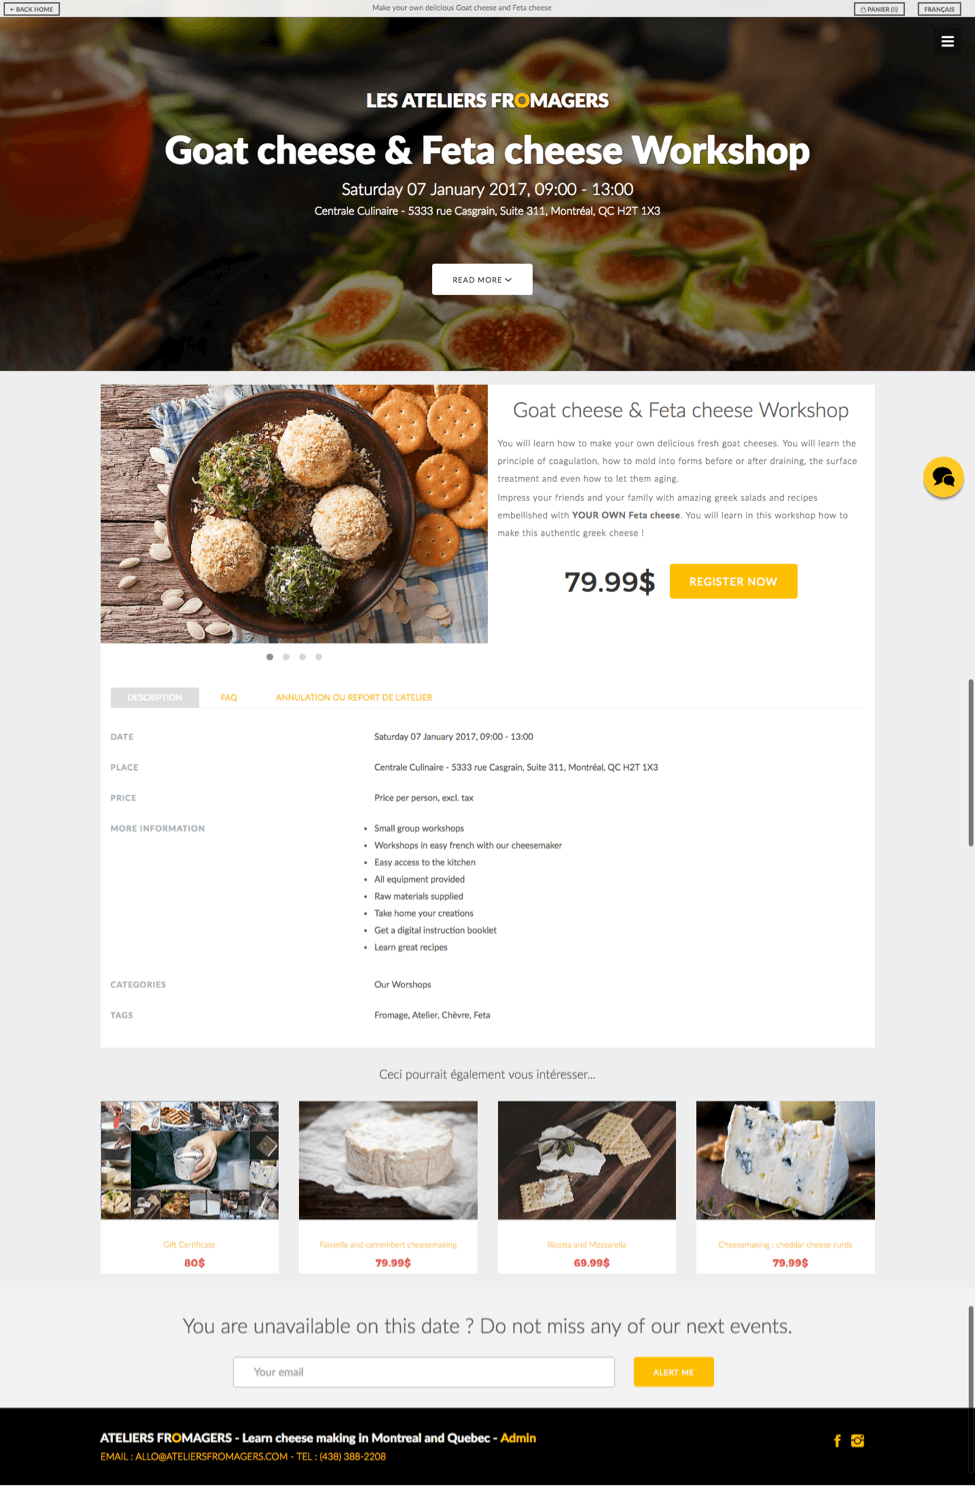 ← BACK HOME
Make your own delicious Goat cheese and Feta cheese
PANIER (0)
FRANÇAIS
LES ATELIERS FROMAGERS
Goat cheese & Feta cheese Workshop
Saturday 07 January 2017, 09:00 - 13:00
Centrale Culinaire - 5333 rue Casgrain, Suite 311, Montréal, QC H2T 1X3
READ MORE
Goat cheese & Feta cheese Workshop
You will learn how to make your own delicious fresh goat cheeses. You will learn the
principle of coagulation, how to mold into forms before or after draining, the surface
treatment and even how to let them aging.
Impress your friends and your family with amazing greek salads and recipes
embellished with YOUR OWN Feta cheese. You will learn in this workshop how to
make this authentic greek cheese !
79.99$
REGISTER NOW
DESCRIPTION
FAQ
ANNULATION OU REPORT DE L'ATELIER
DATE
Saturday 07 January 2017, 09:00 - 13:00
PLACE
Centrale Culinaire - 5333 rue Casgrain, Suite 311, Montréal, QC H2T 1X3
PRICE
Price per person, excl. tax
MORE INFORMATION
• Small group workshops
• Workshops in easy french with our cheesemaker
• Easy access to the kitchen
• All equipment provided
• Raw materials supplied
• Take home your creations
• Get a digital instruction booklet
• Learn great recipes
CATEGORIES
Our Worshops
TAGS
Fromage, Atelier, Chèvre, Feta
Ceci pourrait également vous intéresser...
Gift Certificate
80$
Faisselle and camembert cheesemaking
79.99$
Ricotta and Mozzarella
69.99$
Cheesemaking : cheddar cheese curds
79.99$
You are unavailable on this date ? Do not miss any of our next events.
Your email
ALERT ME
ATELIERS FROMAGERS - Learn cheese making in Montreal and Quebec - Admin
EMAIL : ALLO@ATELIERSFROMAGERS.COM - TEL : (438) 388-2208